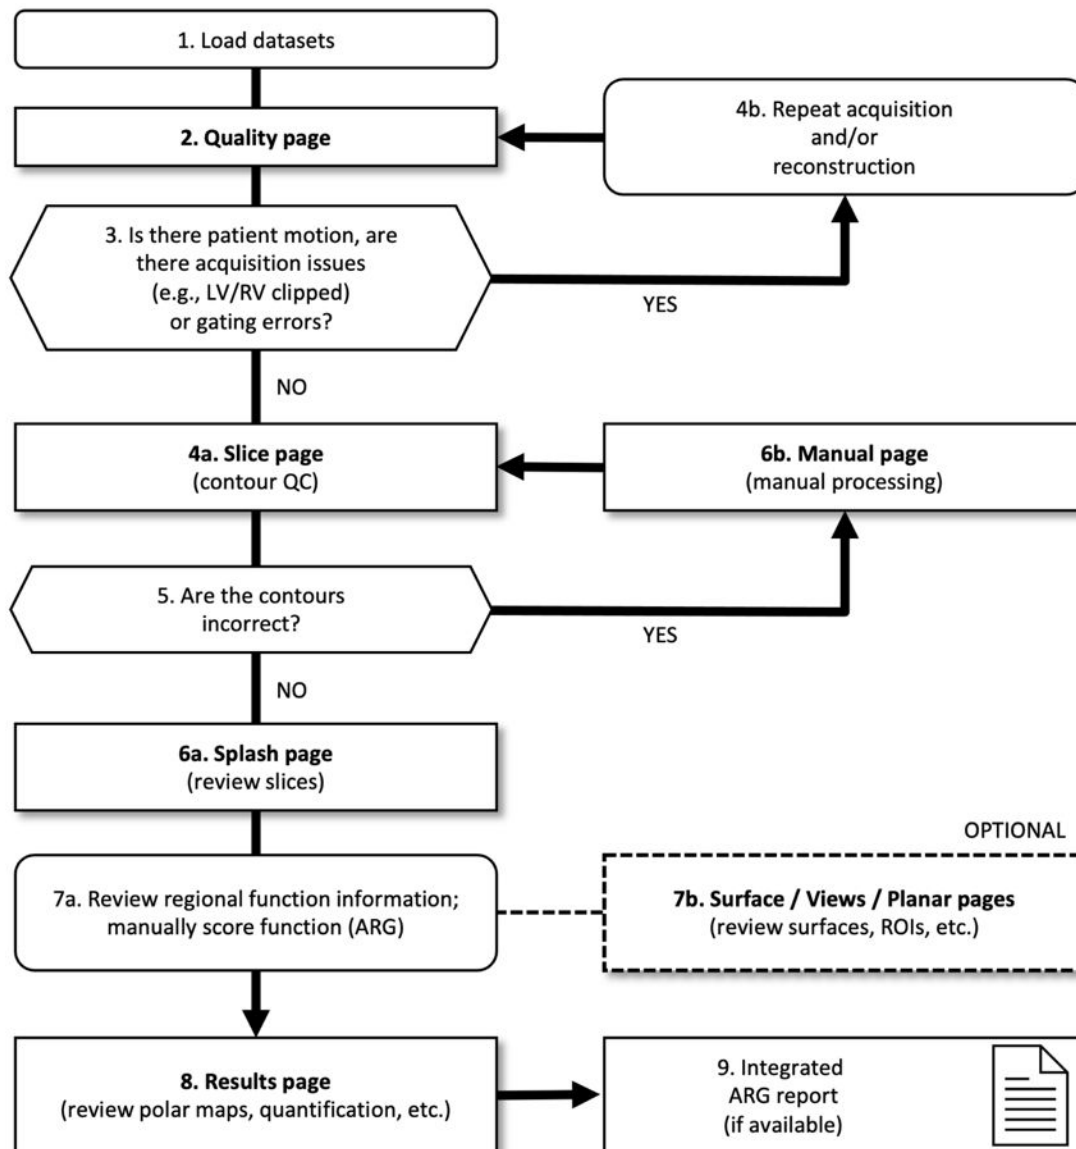 1. Load datasets
2. Quality page
4b. Repeat acquisition
and/or
reconstruction
3. Is there patient motion, are
there acquisition issues
(e.g., LV/RV clipped)
or gating errors?
YES
NO
4a. Slice page
(contour QC)
6b. Manual page
(manual processing)
5. Are the contours
incorrect?
YES
NO
6a. Splash page
(review slices)
OPTIONAL
7a. Review regional function information;
manually score function (ARG)
7b. Surface / Views / Planar pages
(review surfaces, ROIs, etc.)
8. Results page
(review polar maps, quantification, etc.)
9. Integrated
ARG report
(if available)